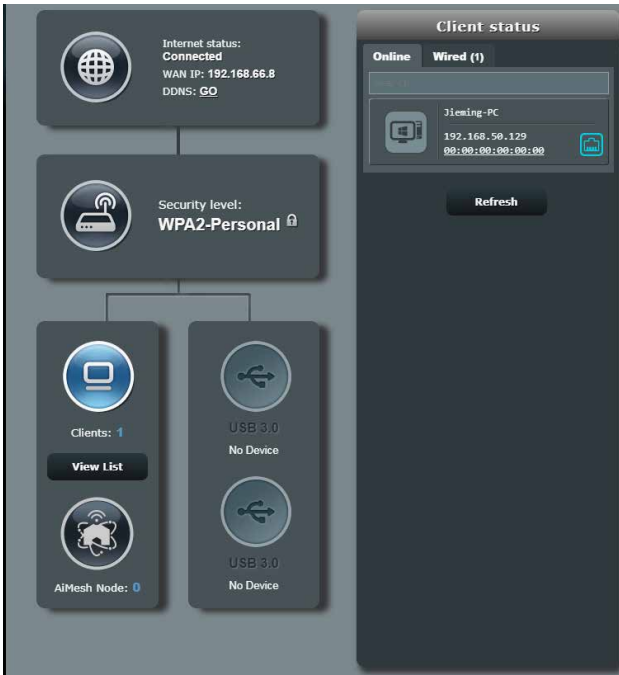 Internet status:
Connected
WAN IP: 192.168.66.8
DDNS: GO
Security level:
WPA2-Personal
Clients: 1
View List
AiMesh Node: 0
USB 3.0
No Device
USB 3.0
No Device
Client status
Online
Wired (1)
Jieming-PC
192.168.50.129
00:00:00:00:00:00
Refresh